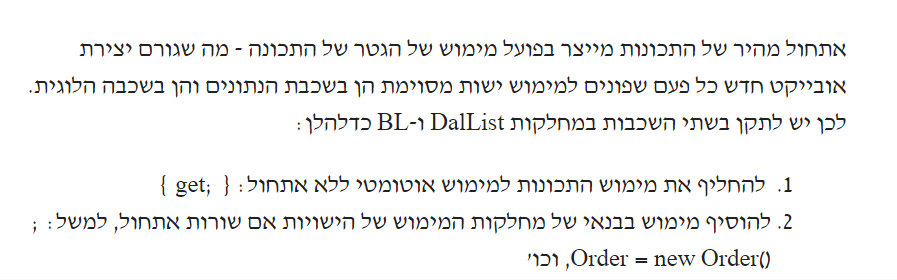 אתחול מהיר של התכונות מייצר בפועל מימוש של הגטר של התכונה - מה שגורם יצירת
אובייקט חדש כל פעם שפונים למימוש ישות מסוימת הן בשכבת הנתונים והן בשכבה הלוגית.
לכן יש לתקן בשתי השכבות במחלקות DalList ו-BL כדלהלן:
1. להחליף את מימוש התכונות למימוש אוטומטי ללא אתחול: { get; }
2. להוסיף מימוש בבנאי של מחלקות המימוש של הישויות אם שורות אתחול, למשל: ;
Order = new Order(), וכו'